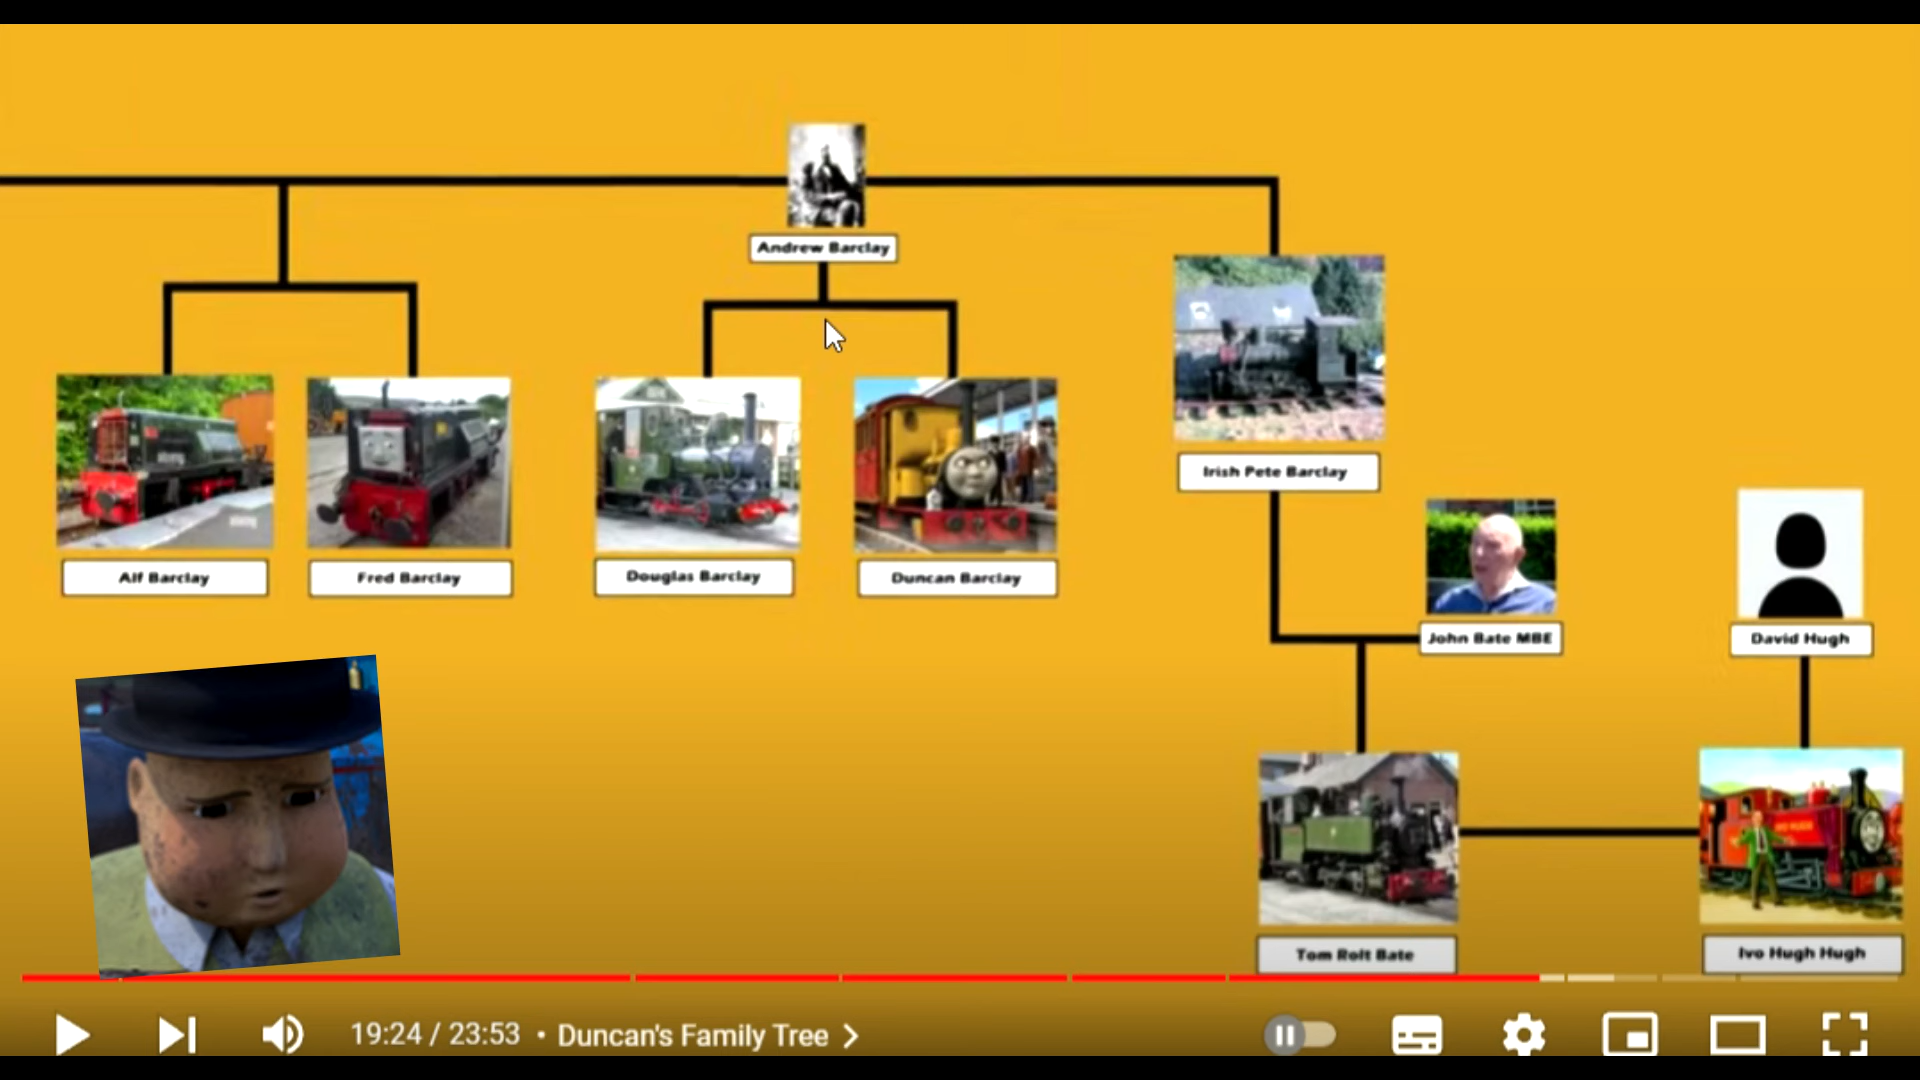 Andrew Barclay
Irish Pete Barclay
Alf Barclay
Fred Barclay
Douglas Barclay
Duncan Barclay
John Bate MBE
David Hugh
Tom Rolt Bate
Ivo Hugh Hugh
19:24 / 23:53 • Duncan's Family Tree